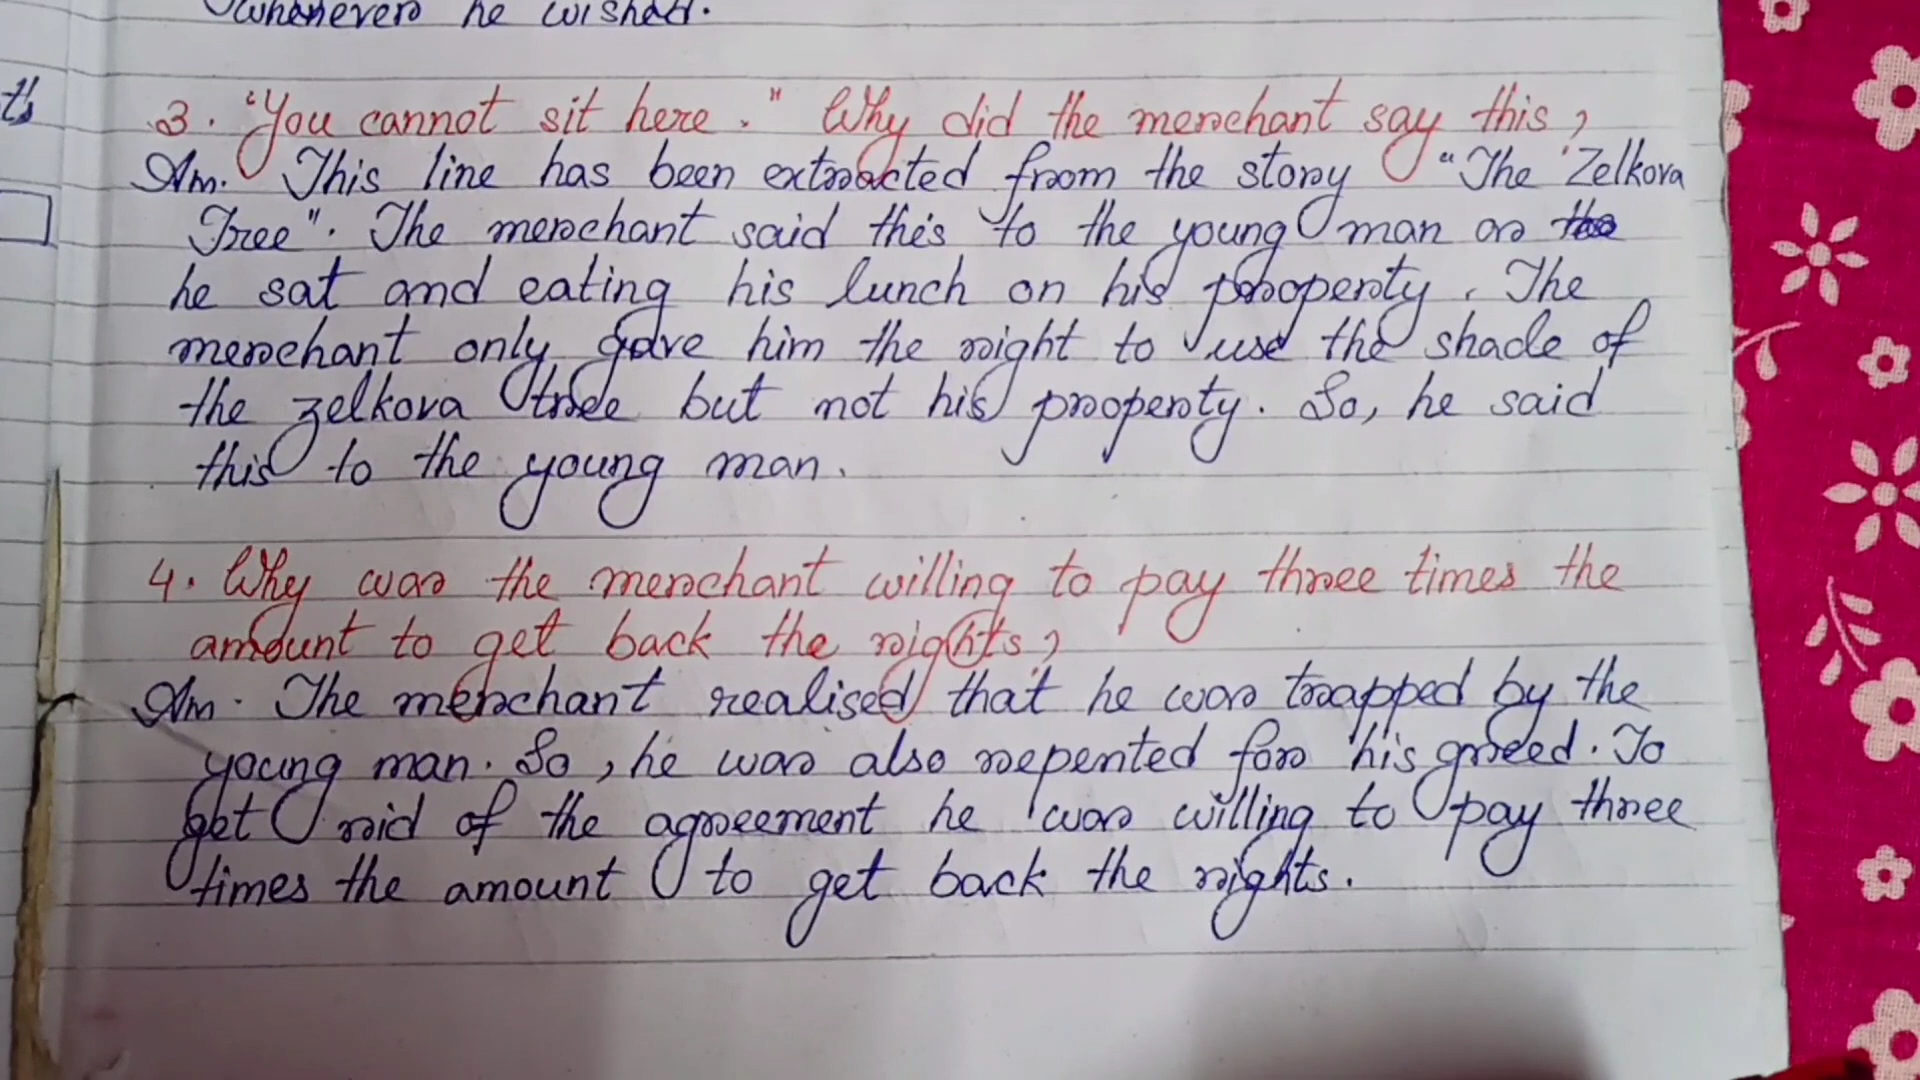 whenever he wished.
ts
3. "You cannot sit here." Why did the merchant say this?
Ans. This line has been extracted from the story "The Zelkova
Tree". The merchant said this to the young man as
he sat and eating his lunch on his property. The
merchant only gave him the right to use the shade of
the zelkova tree but not his property. So, he said
this to the young man.
4. Why was the merchant willing to pay three times the
amount to get back the rights?
Ans. The merchant realised that he was trapped by the
young man. So, he was also repented for his greed. To
get rid of the agreement he was willing to pay three
times the amount to get back the rights.